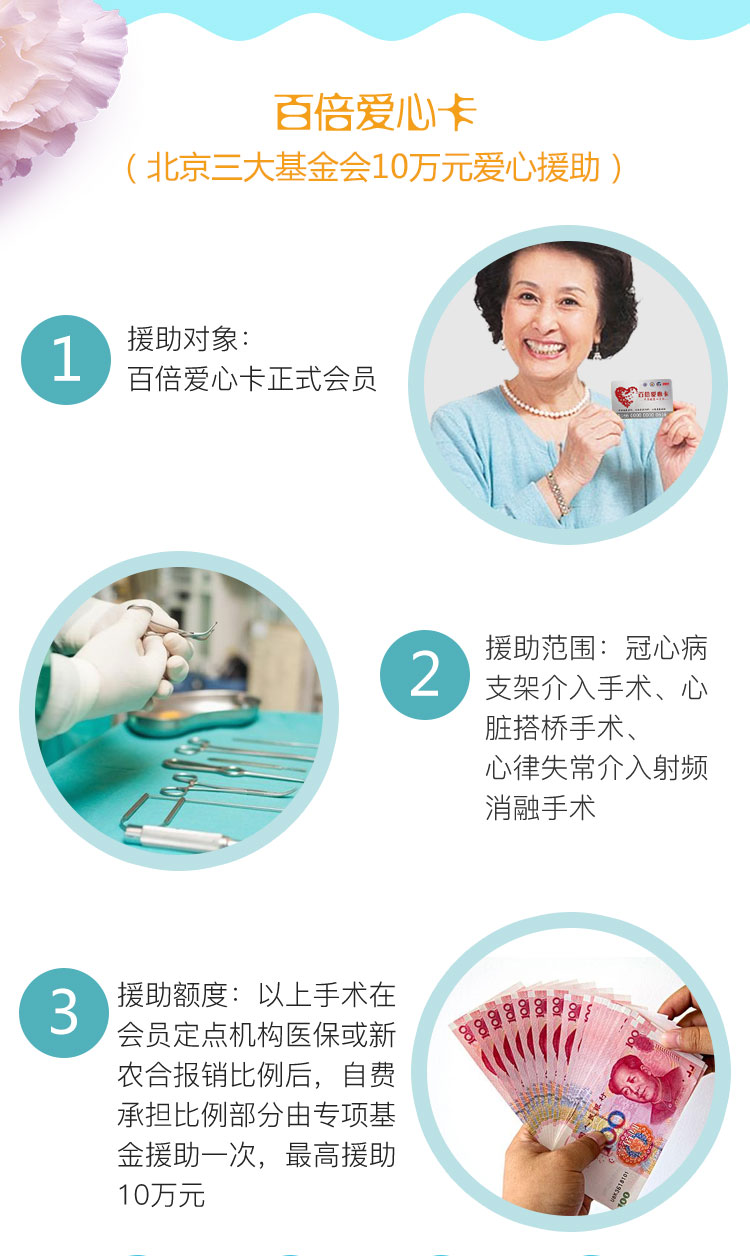 百倍爱心卡
（北京三大基金会10万元爱心援助）
1
援助对象：
百倍爱心卡正式会员
百倍爱心卡
2
援助范围：冠心病
支架介入手术、心
脏搭桥手术、
心律失常介入射频
消融手术
3
援助额度：以上手术在
会员定点机构医保或新
农合报销比例后，自费
承担比例部分由专项基
金援助一次，最高援助
10万元
100
100